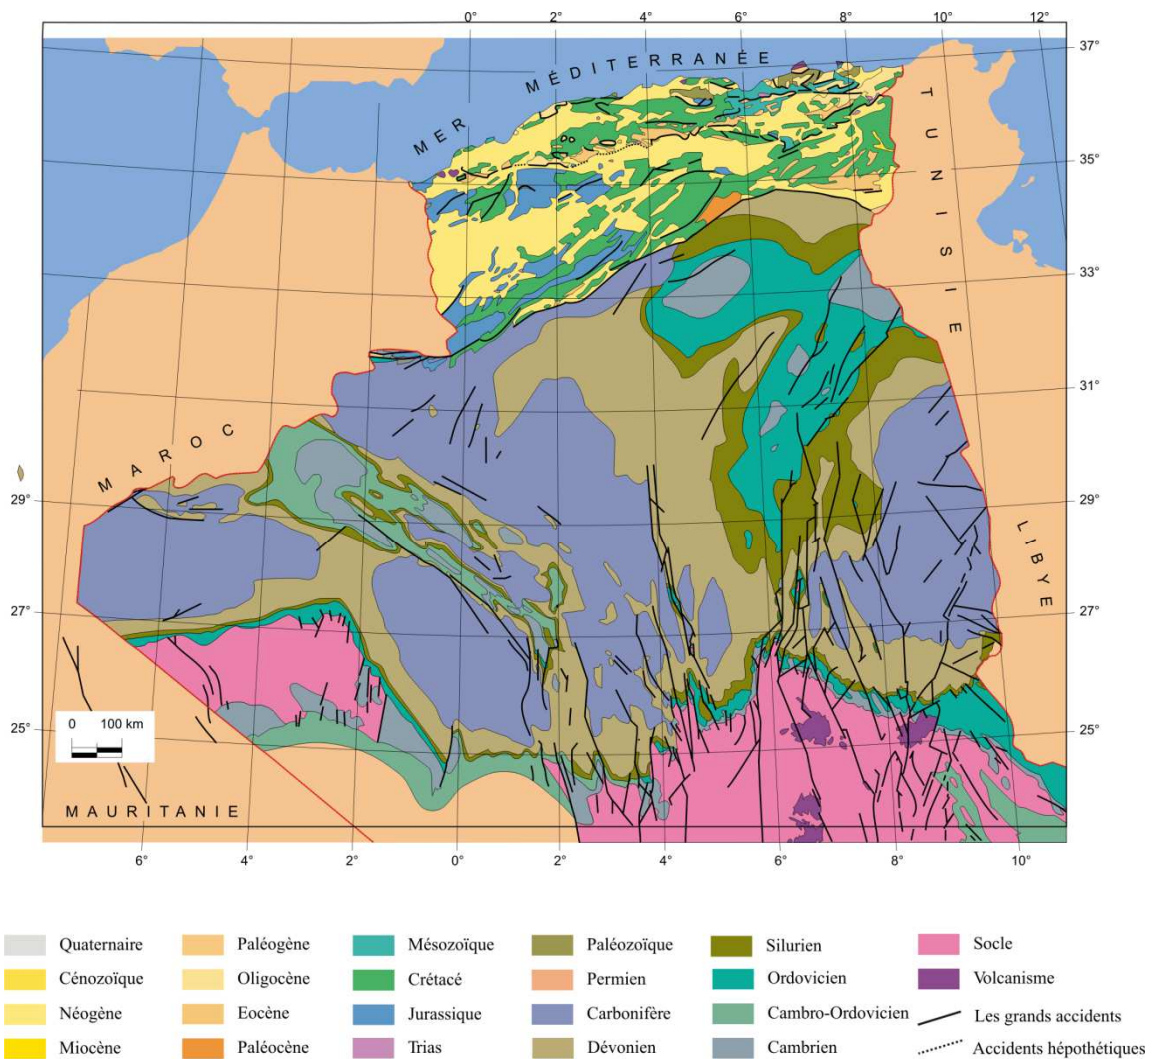 0° 2° 4° 6° 8° 10° 12°
37°
MER MÉDITERRANÉE
TUNISIE
35°
33°
31°
MAROC
29° 29°
LIBYE
27° 27°
25° 25°
0 100 km
MAURITANIE
6° 4° 2° 0° 2° 4° 6° 8° 10°
Quaternaire Paléogène Mésozoïque Paléozoïque Silurien Socle
Cénozoïque Oligocène Crétacé Permien Ordovicien Volcanisme
Néogène Eocène Jurassique Carbonifère Cambro-Ordovicien Les grands accidents
Miocène Paléocène Trias Dévonien Cambrien Accidents hépothétiques